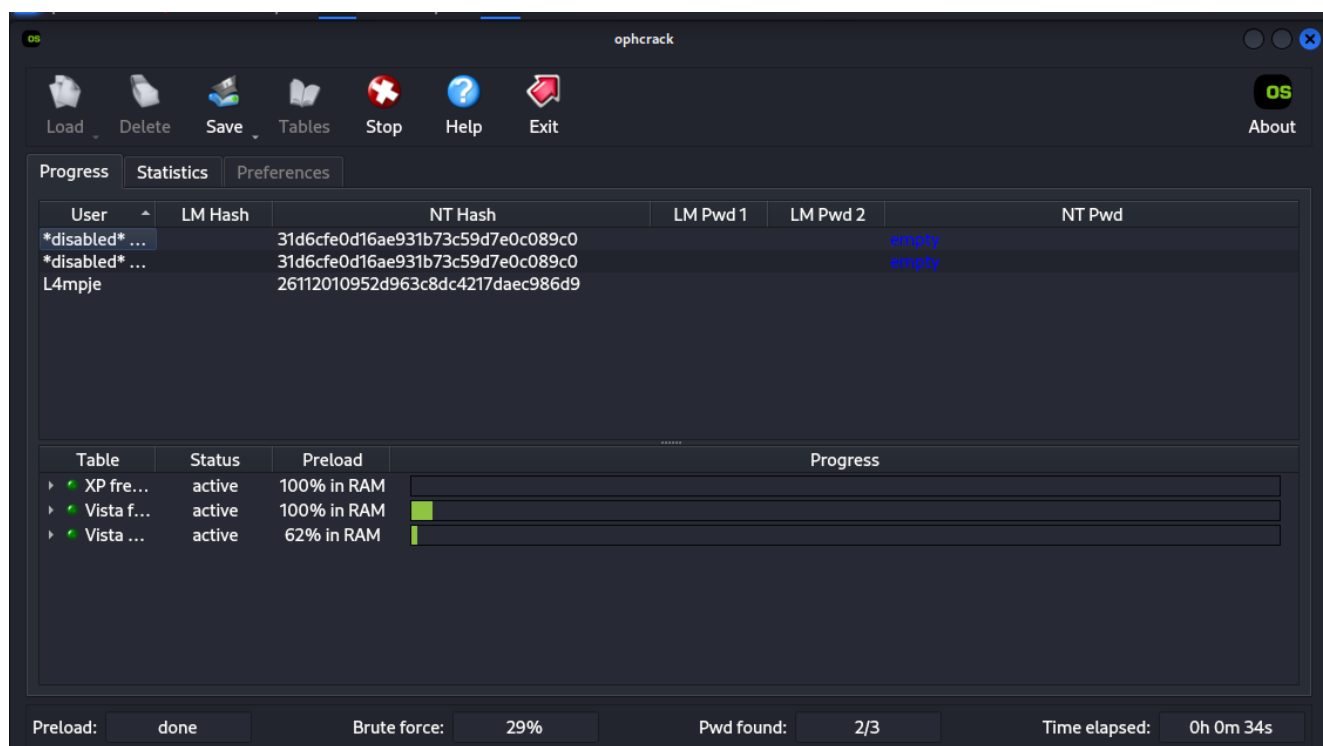 os ophcrack
os
Load Delete Save Tables Stop Help Exit About
Progress Statistics Preferences
User LM Hash NT Hash LM Pwd 1 LM Pwd 2 NT Pwd
*disabled* ... 31d6cfe0d16ae931b73c59d7e0c089c0 empty
*disabled* ... 31d6cfe0d16ae931b73c59d7e0c089c0 empty
L4mpje 26112010952d963c8dc4217daec986d9
Table Status Preload Progress
XP fre... active 100% in RAM
Vista f... active 100% in RAM
Vista ... active 62% in RAM
Preload: done Brute force: 29% Pwd found: 2/3 Time elapsed: 0h 0m 34s